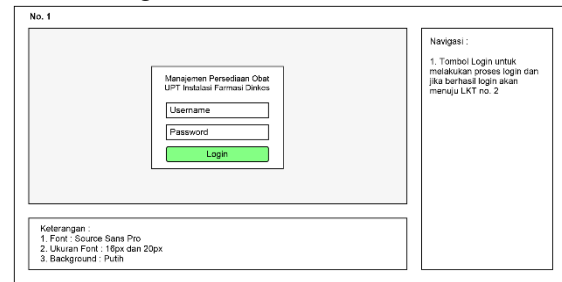 No. 1
Manajemen Persediaan Obat
UPT Instalasi Farmasi Dinkes
Username
Password
Login
Navigasi :
1. Tombol Login untuk
melakukan proses login dan
jika berhasil login akan
menuju LKT no. 2
Keterangan :
1. Font : Source Sans Pro
2. Ukuran Font : 16px dan 20px
3. Background : Putih